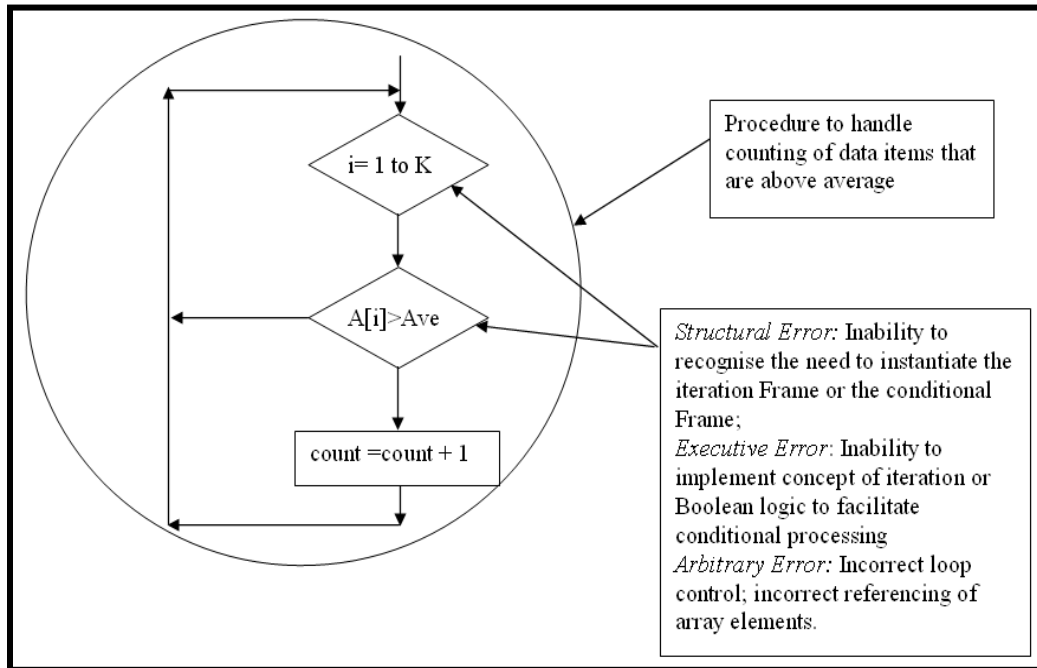 i= 1 to K
A[i]>Ave
count =count + 1
Procedure to handle
counting of data items that
are above average
Structural Error: Inability to
recognise the need to instantiate the
iteration Frame or the conditional
Frame;
Executive Error: Inability to
implement concept of iteration or
Boolean logic to facilitate
conditional processing
Arbitrary Error: Incorrect loop
control; incorrect referencing of
array elements.